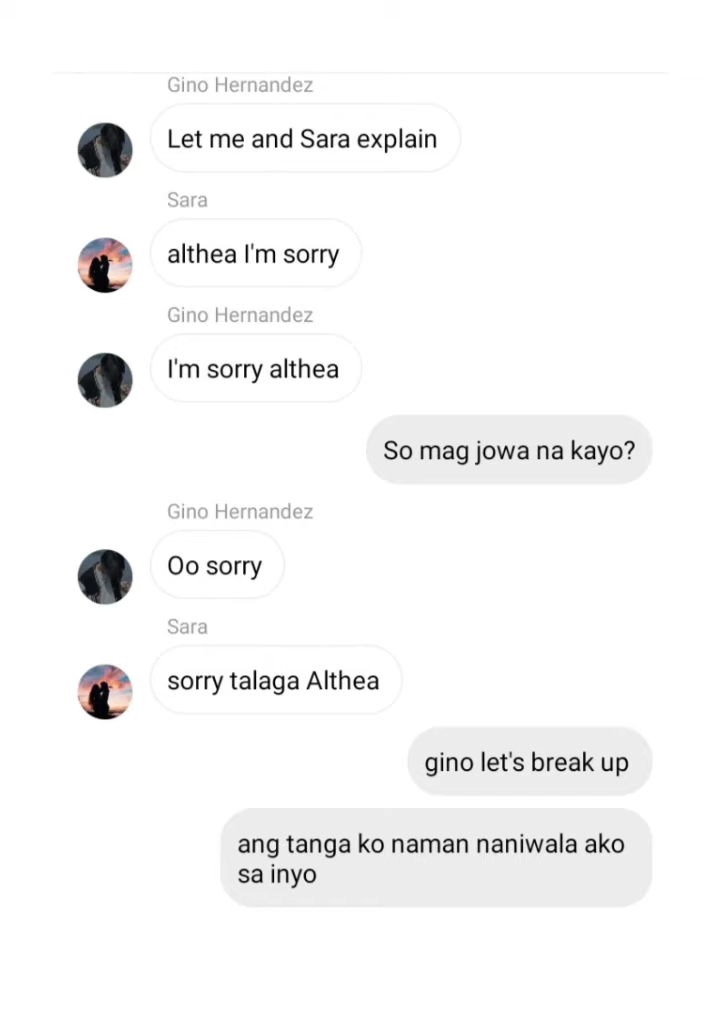 Gino Hernandez
Let me and Sara explain
Sara
althea I'm sorry
Gino Hernandez
I'm sorry althea
So mag jowa na kayo?
Gino Hernandez
Oo sorry
Sara
sorry talaga Althea
gino let's break up
ang tanga ko naman naniwala ako
sa inyo